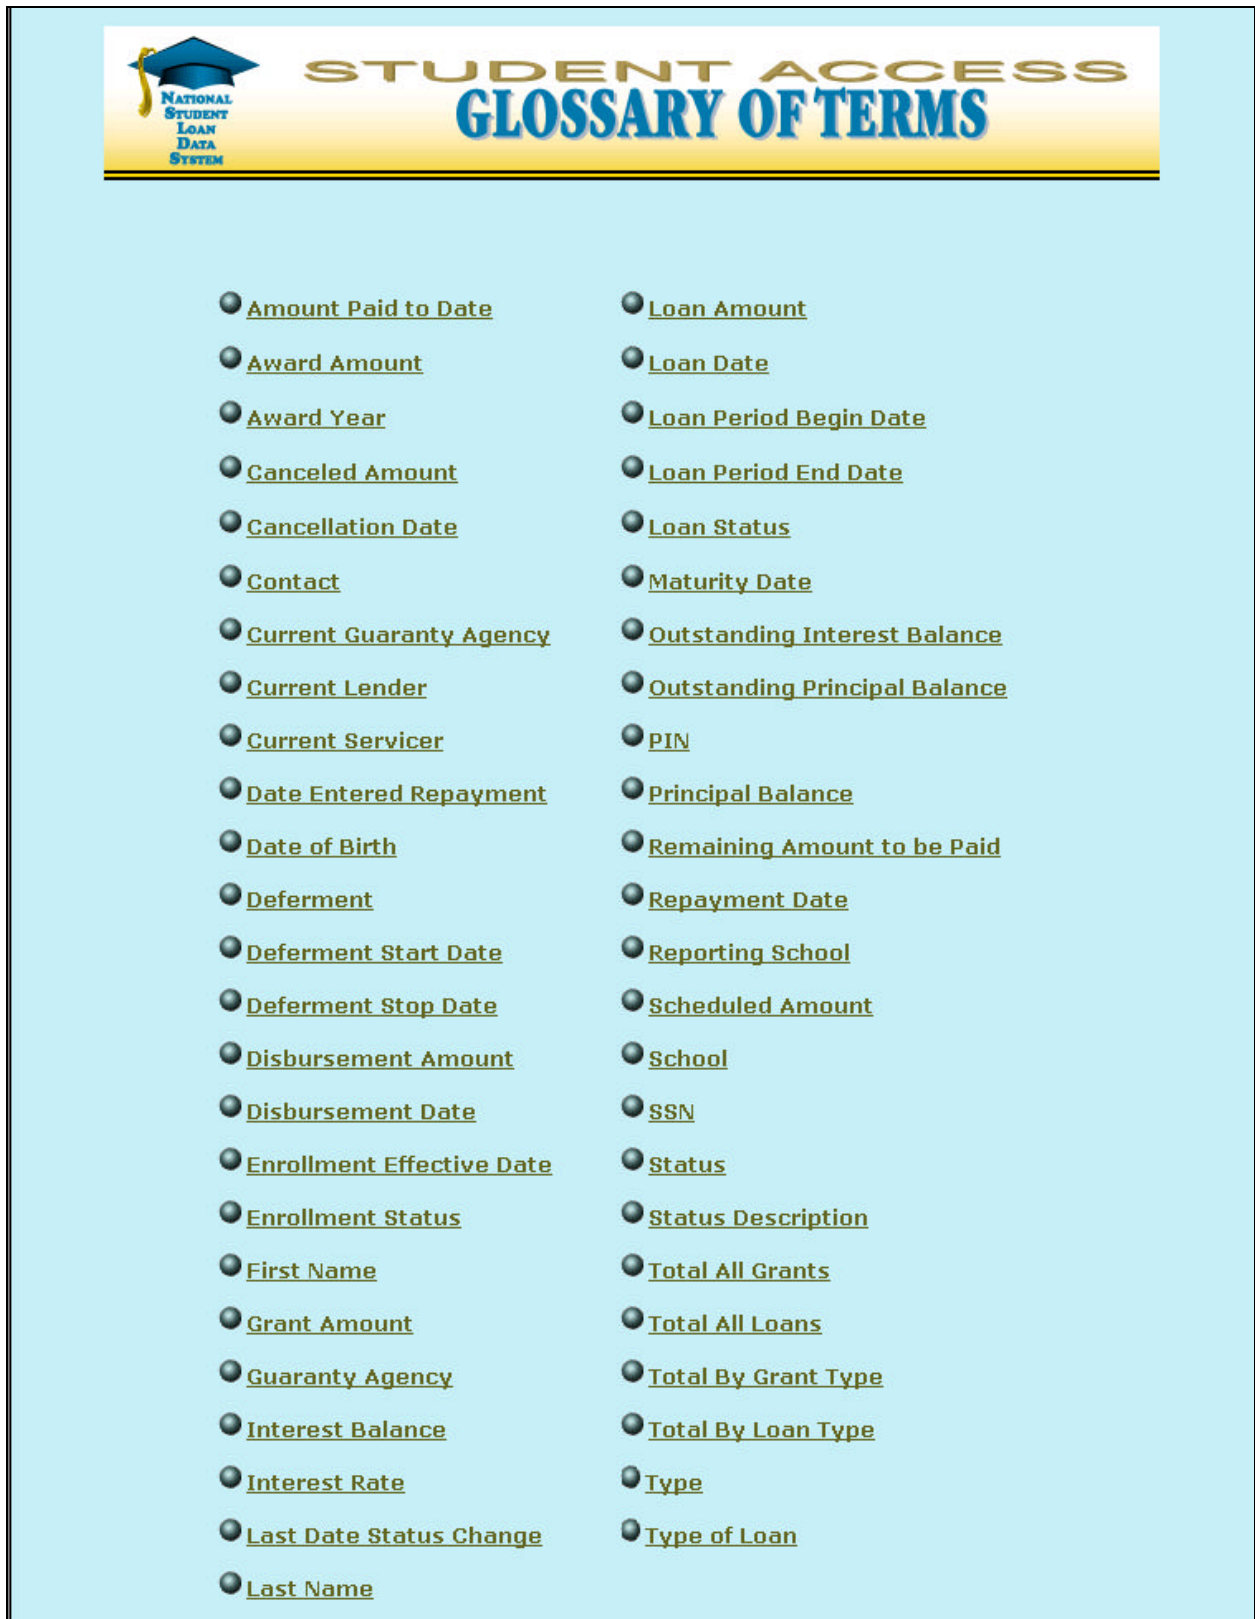 STUDENT ACCESS
GLOSSARY OF TERMS
NATIONAL
STUDENT
LOAN
DATA
SYSTEM
Amount Paid to Date
Award Amount
Award Year
Canceled Amount
Cancellation Date
Contact
Current Guaranty Agency
Current Lender
Current Servicer
Date Entered Repayment
Date of Birth
Deferment
Deferment Start Date
Deferment Stop Date
Disbursement Amount
Disbursement Date
Enrollment Effective Date
Enrollment Status
First Name
Grant Amount
Guaranty Agency
Interest Balance
Interest Rate
Last Date Status Change
Last Name
Loan Amount
Loan Date
Loan Period Begin Date
Loan Period End Date
Loan Status
Maturity Date
Outstanding Interest Balance
Outstanding Principal Balance
PIN
Principal Balance
Remaining Amount to be Paid
Repayment Date
Reporting School
Scheduled Amount
School
SSN
Status
Status Description
Total All Grants
Total All Loans
Total By Grant Type
Total By Loan Type
Type
Type of Loan